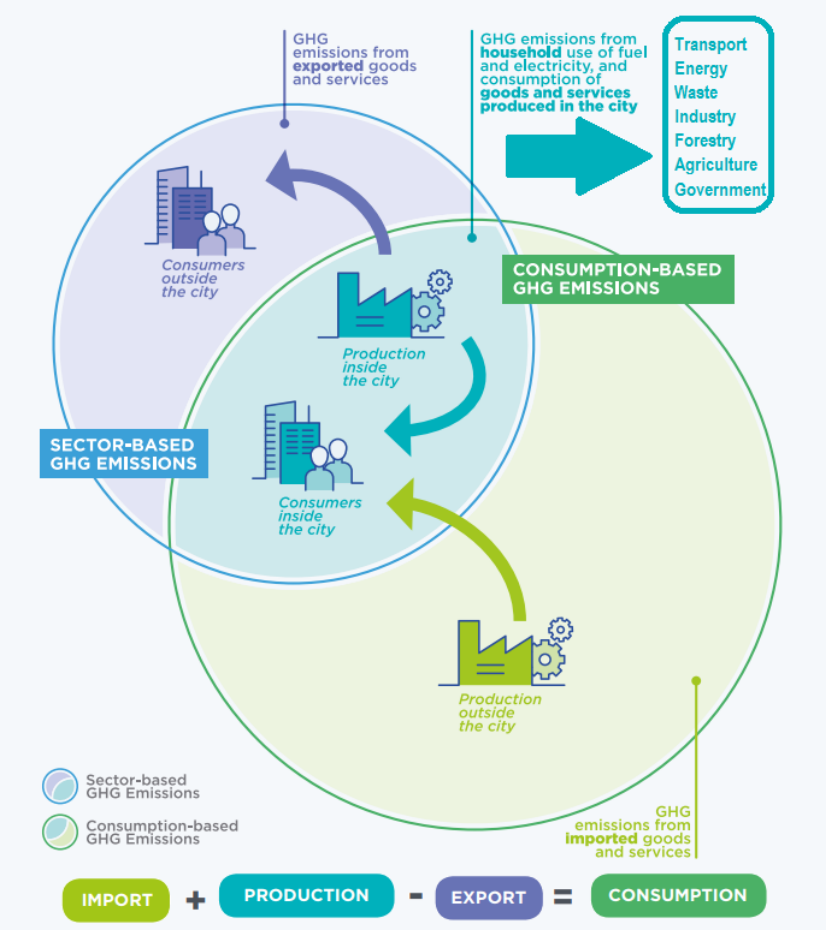 GHG
emissions from
exported goods
and services
GHG emissions from
household use of fuel
and electricity, and
consumption of
goods and services
produced in the city
Transport
Energy
Waste
Industry
Forestry
Agriculture
Government
Consumers
outside
the city
CONSUMPTION-BASED
GHG EMISSIONS
Production
inside
the city
SECTOR-BASED
GHG EMISSIONS
Consumers
inside
the city
Production
outside
the city
Sector-based
GHG Emissions
Consumption-based
GHG Emissions
GHG
emissions from
imported goods
and services
IMPORT + PRODUCTION - EXPORT = CONSUMPTION